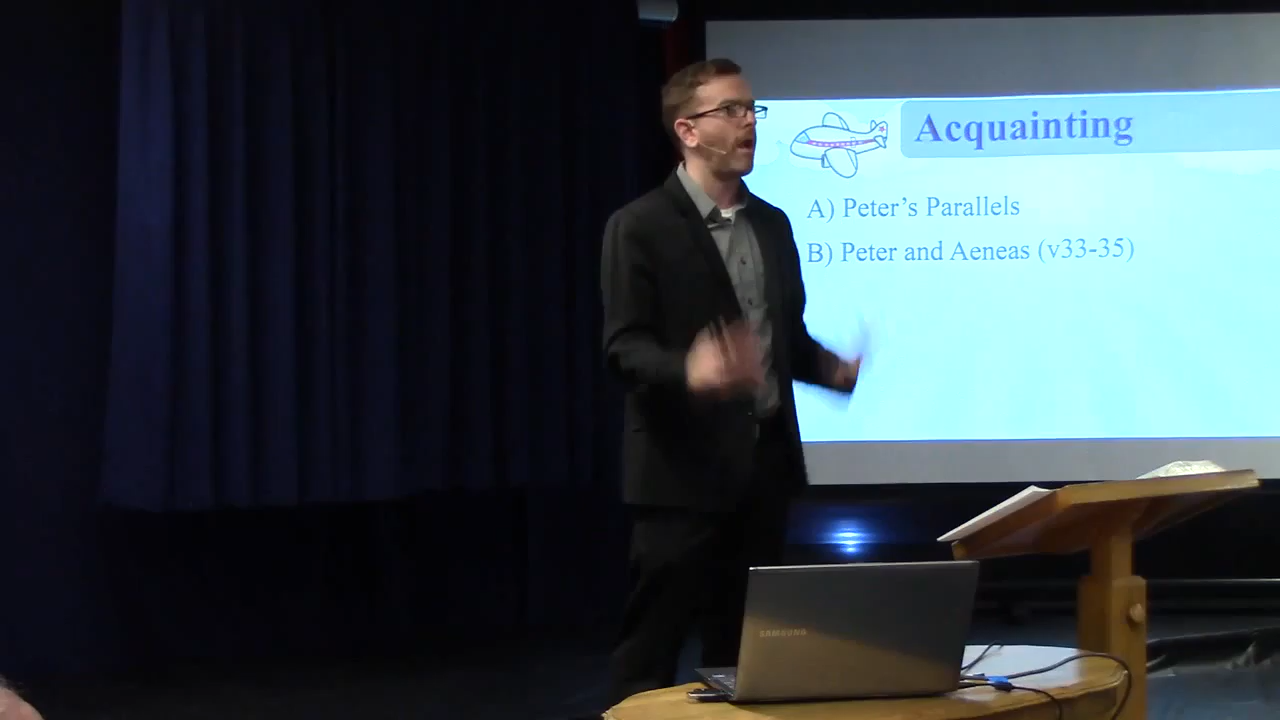 Acquainting
A) Peter's Parallels
B) Peter and Aeneas (v33-35)
SAMSUNG